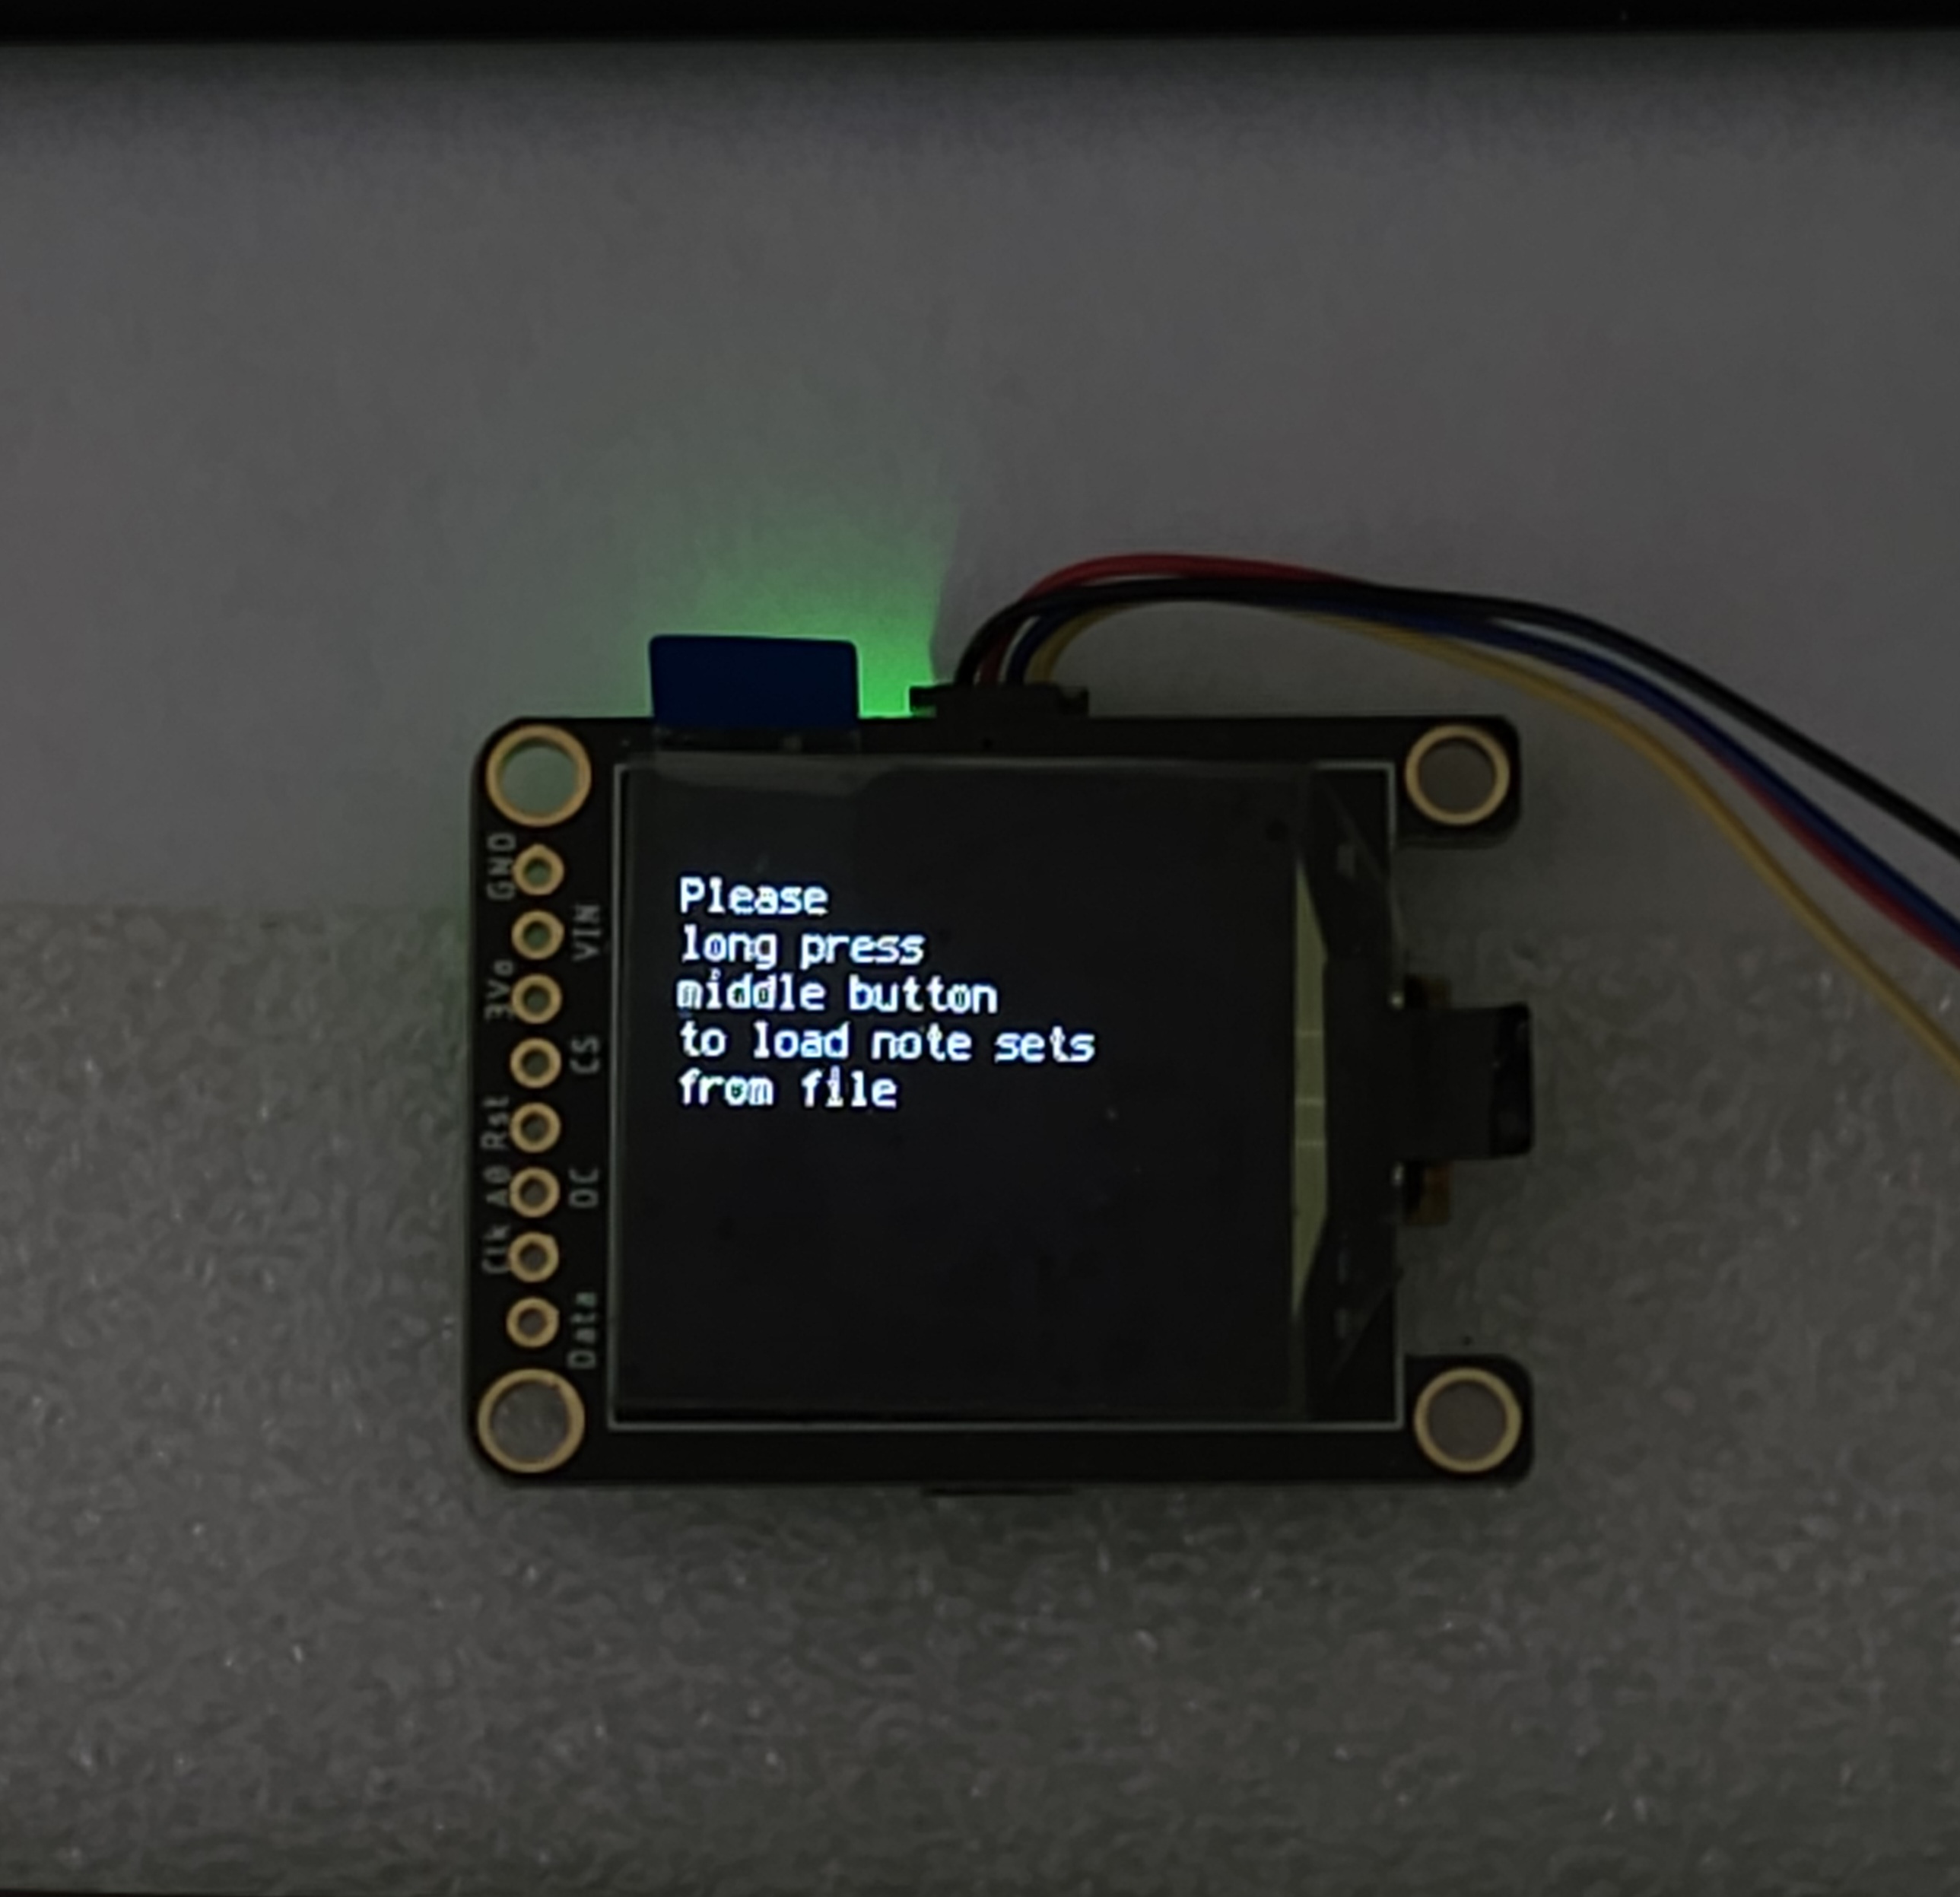 Please
long press
middle button
to load note sets
from file
GND
VIN
3Vo
CS
Rst
A0
DC
Clk
Data